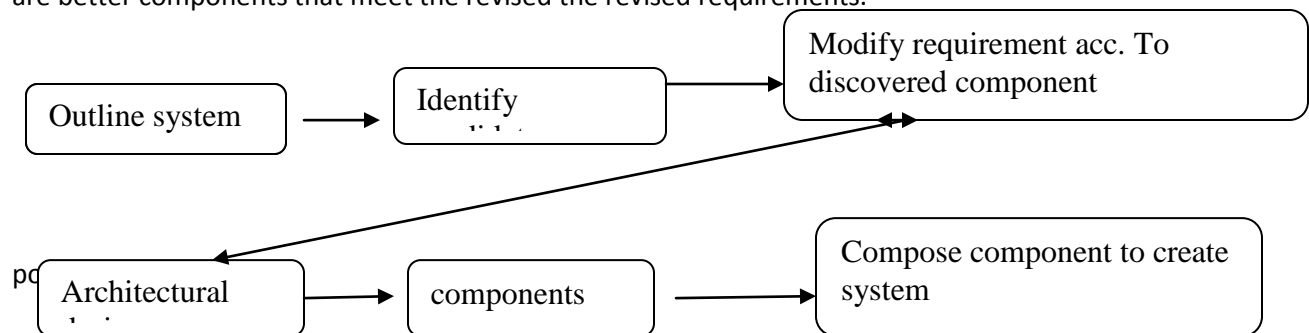 are better components that meet the revised the revised requirements.
Modify requirement acc. To
discovered component
Identify
Outline system
Compose component to create
system
Architectural
components